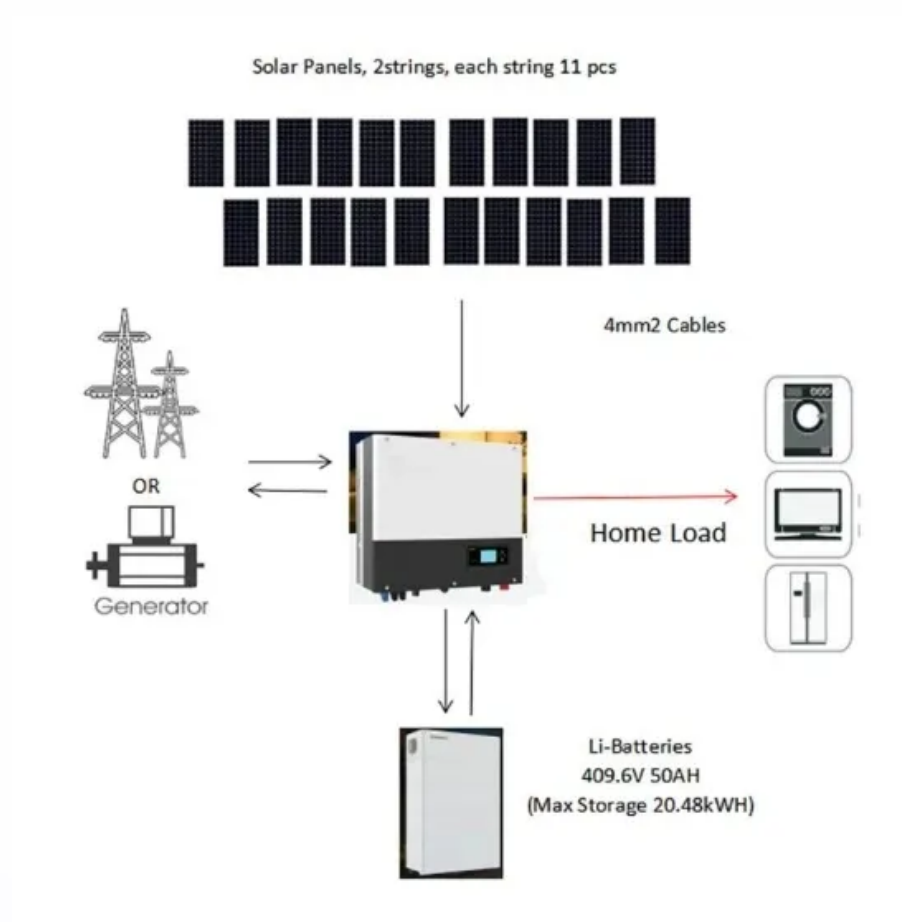 Solar Panels, 2strings, each string 11 pcs
4mm2 Cables
OR
Generator
Home Load
Li-Batteries
409.6V 50AH
(Max Storage 20.48kWH)